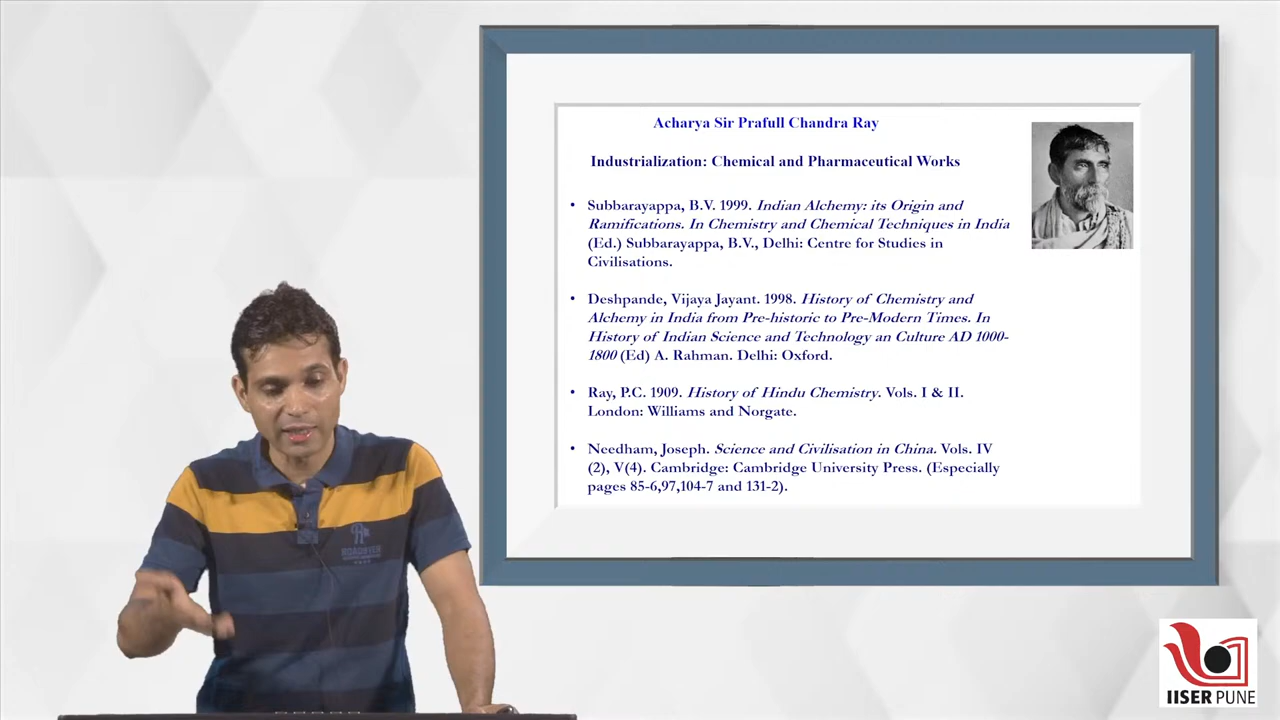 Acharya Sir Prafull Chandra Ray
Industrialization: Chemical and Pharmaceutical Works
• Subbarayappa, B.V. 1999. Indian Alchemy: its Origin and
Ramifications. In Chemistry and Chemical Techniques in India
(Ed.) Subbarayappa, B.V., Delhi: Centre for Studies in
Civilisations.
• Deshpande, Vijaya Jayant. 1998. History of Chemistry and
Alchemy in India from Pre-historic to Pre-Modern Times. In
History of Indian Science and Technology an Culture AD 1000-
1800 (Ed) A. Rahman. Delhi: Oxford.
• Ray, P.C. 1909. History of Hindu Chemistry. Vols. I & II.
London: Williams and Norgate.
• Needham, Joseph. Science and Civilisation in China. Vols. IV
(2), V(4). Cambridge: Cambridge University Press. (Especially
pages 85-6,97,104-7 and 131-2).
IISER PUNE